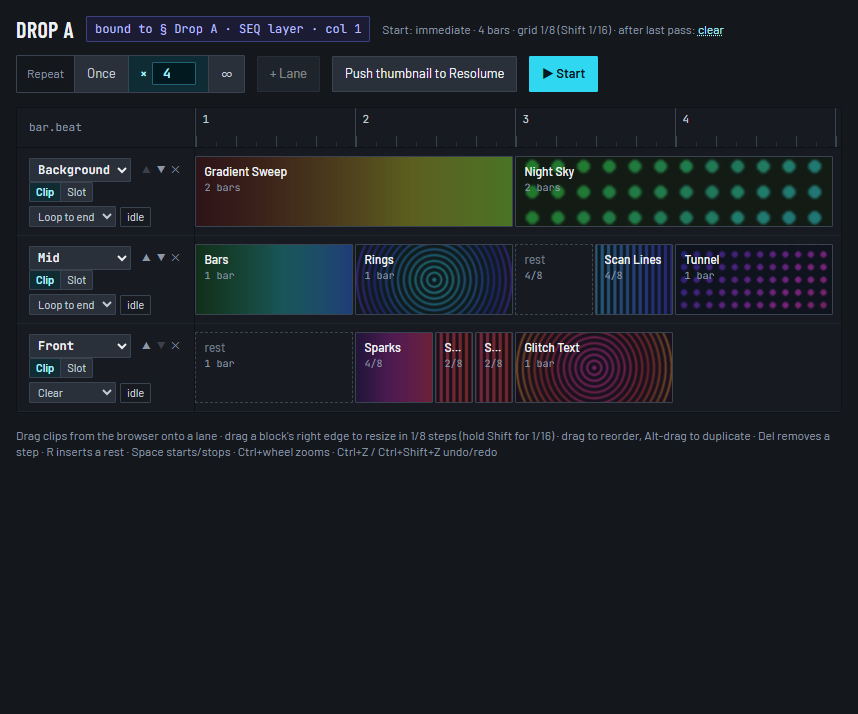 DROP A
bound to § Drop A · SEQ layer · col 1
Start: immediate · 4 bars · grid 1/8 (Shift 1/16) · after last pass: clear
Repeat Once × 4 ∞ + Lane Push thumbnail to Resolume ▶ Start
bar.beat 1 2 3 4
Background ▲ ▼ ×
Clip Slot
Loop to end idle
Gradient Sweep
2 bars
Night Sky
2 bars
Mid ▲ ▼ ×
Clip Slot
Loop to end idle
Bars
1 bar
Rings
1 bar
rest
4/8
Scan Lines
4/8
Tunnel
1 bar
Front ▲ ▼ ×
Clip Slot
Clear idle
rest
1 bar
Sparks
4/8
S...
2/8
S...
2/8
Glitch Text
1 bar
Drag clips from the browser onto a lane · drag a block's right edge to resize in 1/8 steps (hold Shift for 1/16) · drag to reorder, Alt-drag to duplicate · Del removes a
step · R inserts a rest · Space starts/stops · Ctrl+wheel zooms · Ctrl+Z / Ctrl+Shift+Z undo/redo